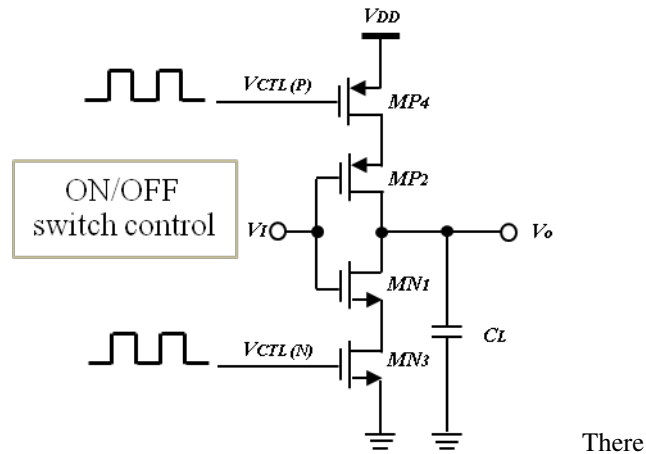 VDD
VCTL (P)
MP4
ON/OFF
switch control
MP2
VI
Vo
MN1
VCTL (N)
MN3
CL
There